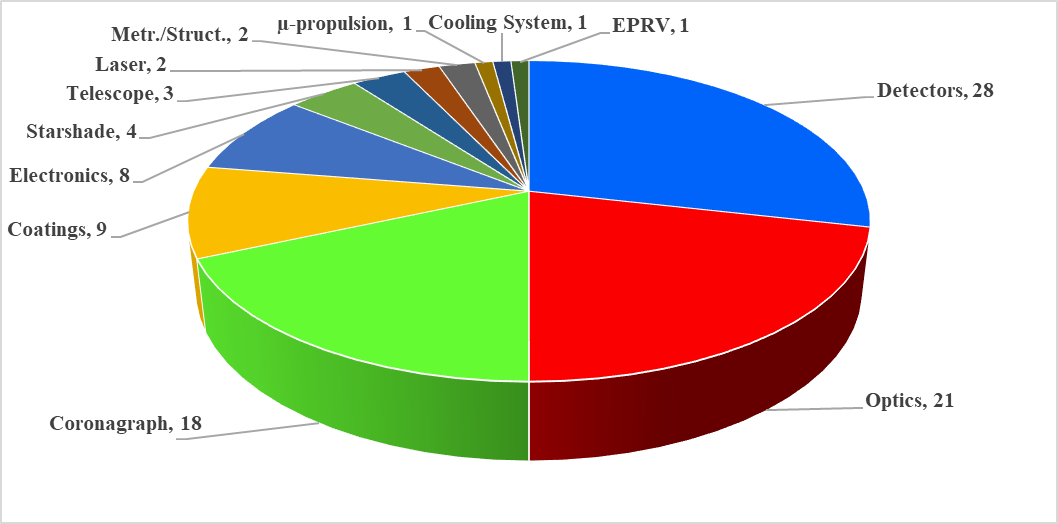 μ-propulsion, 1
Cooling System, 1
EPRV, 1
Metr./Struct., 2
Laser, 2
Telescope, 3
Detectors, 28
Starshade, 4
Electronics, 8
Coatings, 9
Optics, 21
Coronagraph, 18